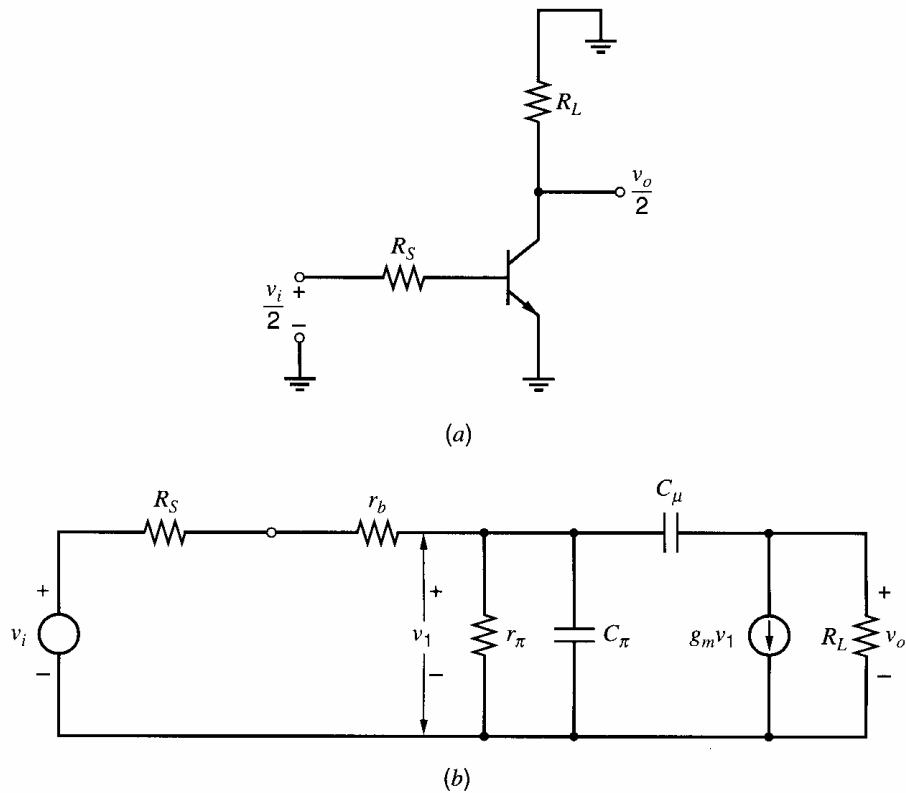 R_L
v_o/2
R_S
v_i/2
+
−
(a)
R_S
r_b
C_μ
+
v_i
−
+
v_1
−
r_π
C_π
g_m v_1
R_L
+
v_o
−
(b)